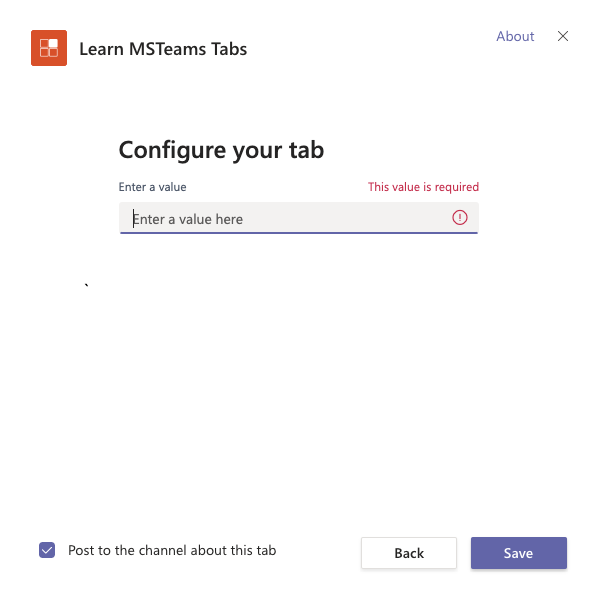 Learn MSTeams Tabs
About
Configure your tab
Enter a value
This value is required
Enter a value here
`
Post to the channel about this tab
Back
Save